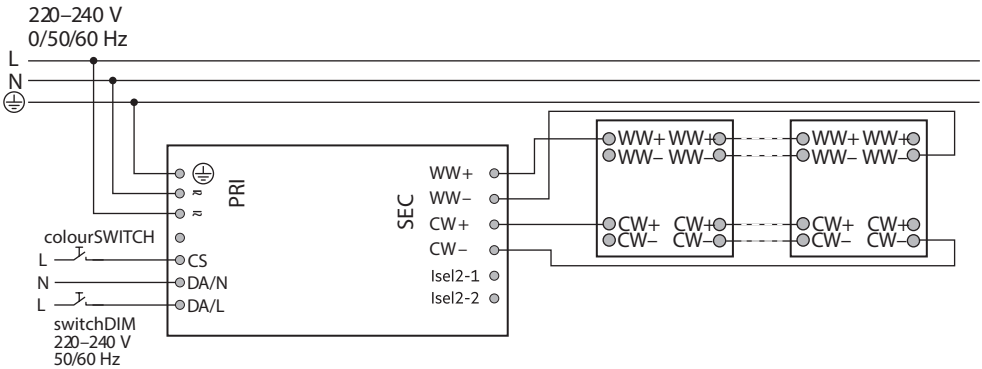 220–240 V
0/50/60 Hz
L
N
PRI
SEC
WW+
WW–
CW+
CW–
Isel2-1
Isel2-2
≂
≂
colourSWITCH
L
CS
N
DA/N
L
DA/L
switchDIM
220–240 V
50/60 Hz
WW+ WW+
WW– WW–
CW+ CW+
CW– CW–
WW+ WW+
WW– WW–
CW+ CW+
CW– CW–